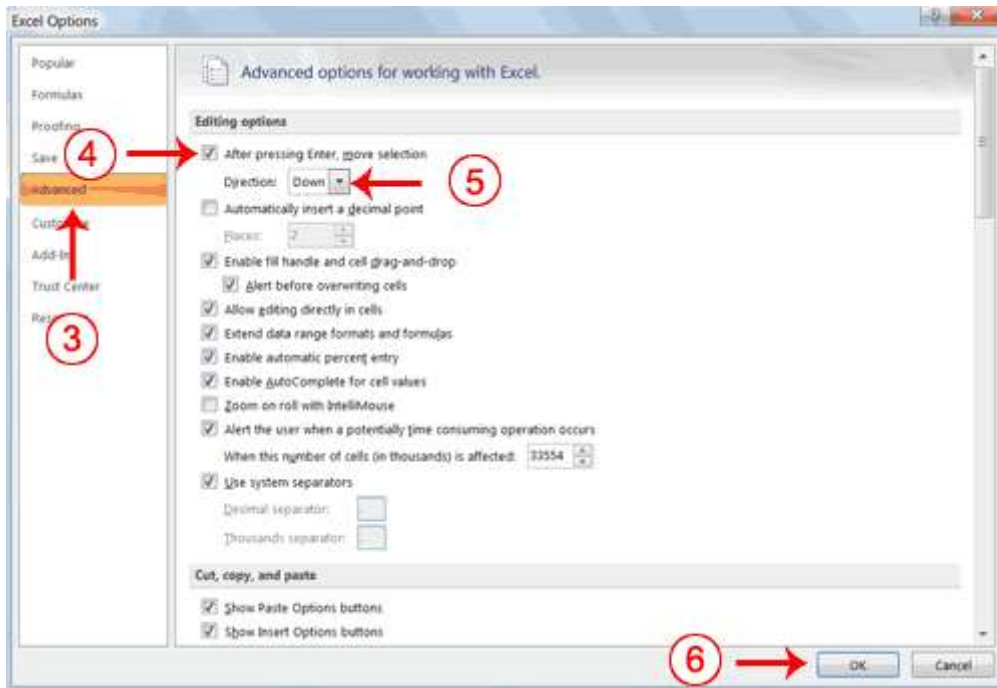 Excel Options
Popular
Formulas
Proofing
Save
Advanced
Add-In
Trust Center
Advanced options for working with Excel.
Editing options
④
After pressing Enter, move selection
Direction: Down
⑤
Automatically insert a decimal point
Places: 2
Enable fill handle and cell drag-and-drop
Alert before overwriting cells
③
Allow editing directly in cells
Extend data range formats and formulas
Enable automatic percent entry
Enable AutoComplete for cell values
Zoom on roll with IntelliMouse
Alert the user when a potentially time consuming operation occurs
When this number of cells (in thousands) is affected: 33554
Use system separators
Decimal separator:
Thousands separator:
Cut, copy, and paste
Show Paste Options buttons
Show Insert Options buttons
⑥
OK Cancel